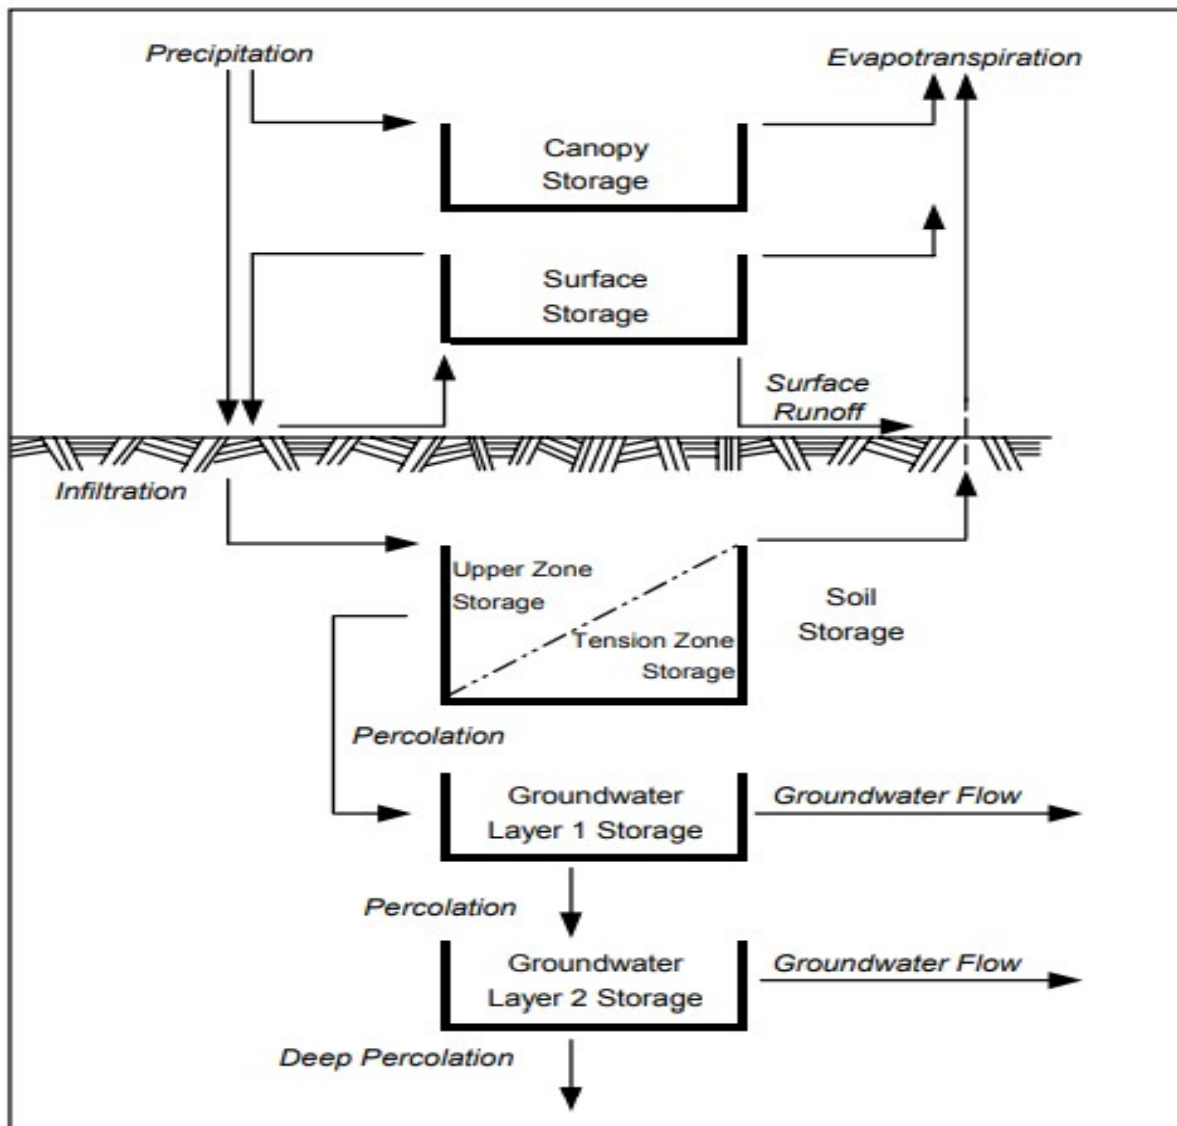 Precipitation
Evapotranspiration
Canopy
Storage
Surface
Storage
Surface
Runoff
Infiltration
Upper Zone
Storage
Tension Zone
Storage
Soil
Storage
Percolation
Groundwater
Layer 1 Storage
Groundwater Flow
Percolation
Groundwater
Layer 2 Storage
Groundwater Flow
Deep Percolation